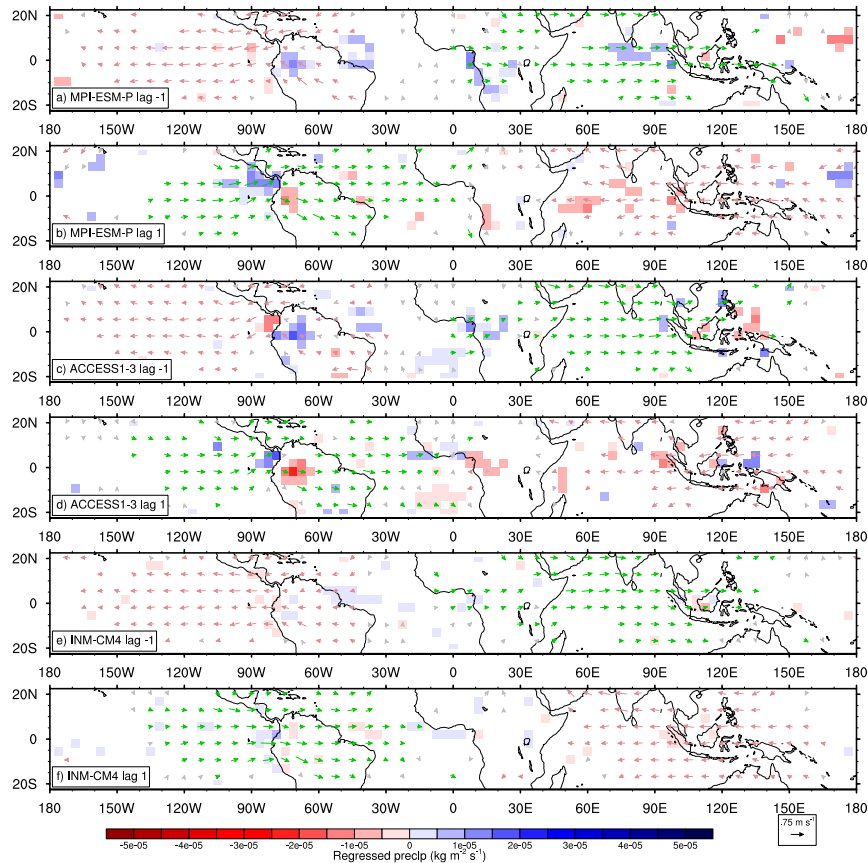 20N
0
20S
a) MPI-ESM-P lag -1
180 150W 120W 90W 60W 30W 0 30E 60E 90E 120E 150E 180
20N
0
20S
b) MPI-ESM-P lag 1
180 150W 120W 90W 60W 30W 0 30E 60E 90E 120E 150E 180
20N
0
20S
c) ACCESS1-3 lag -1
180 150W 120W 90W 60W 30W 0 30E 60E 90E 120E 150E 180
20N
0
20S
d) ACCESS1-3 lag 1
180 150W 120W 90W 60W 30W 0 30E 60E 90E 120E 150E 180
20N
0
20S
e) INM-CM4 lag -1
180 150W 120W 90W 60W 30W 0 30E 60E 90E 120E 150E 180
20N
0
20S
f) INM-CM4 lag 1
180 150W 120W 90W 60W 30W 0 30E 60E 90E 120E 150E 180
-5e-05 -4e-05 -3e-05 -2e-05 -1e-05 0 1e-05 2e-05 3e-05 4e-05 5e-05
Regressed precip (kg m⁻² s⁻¹)
.75 m s⁻¹